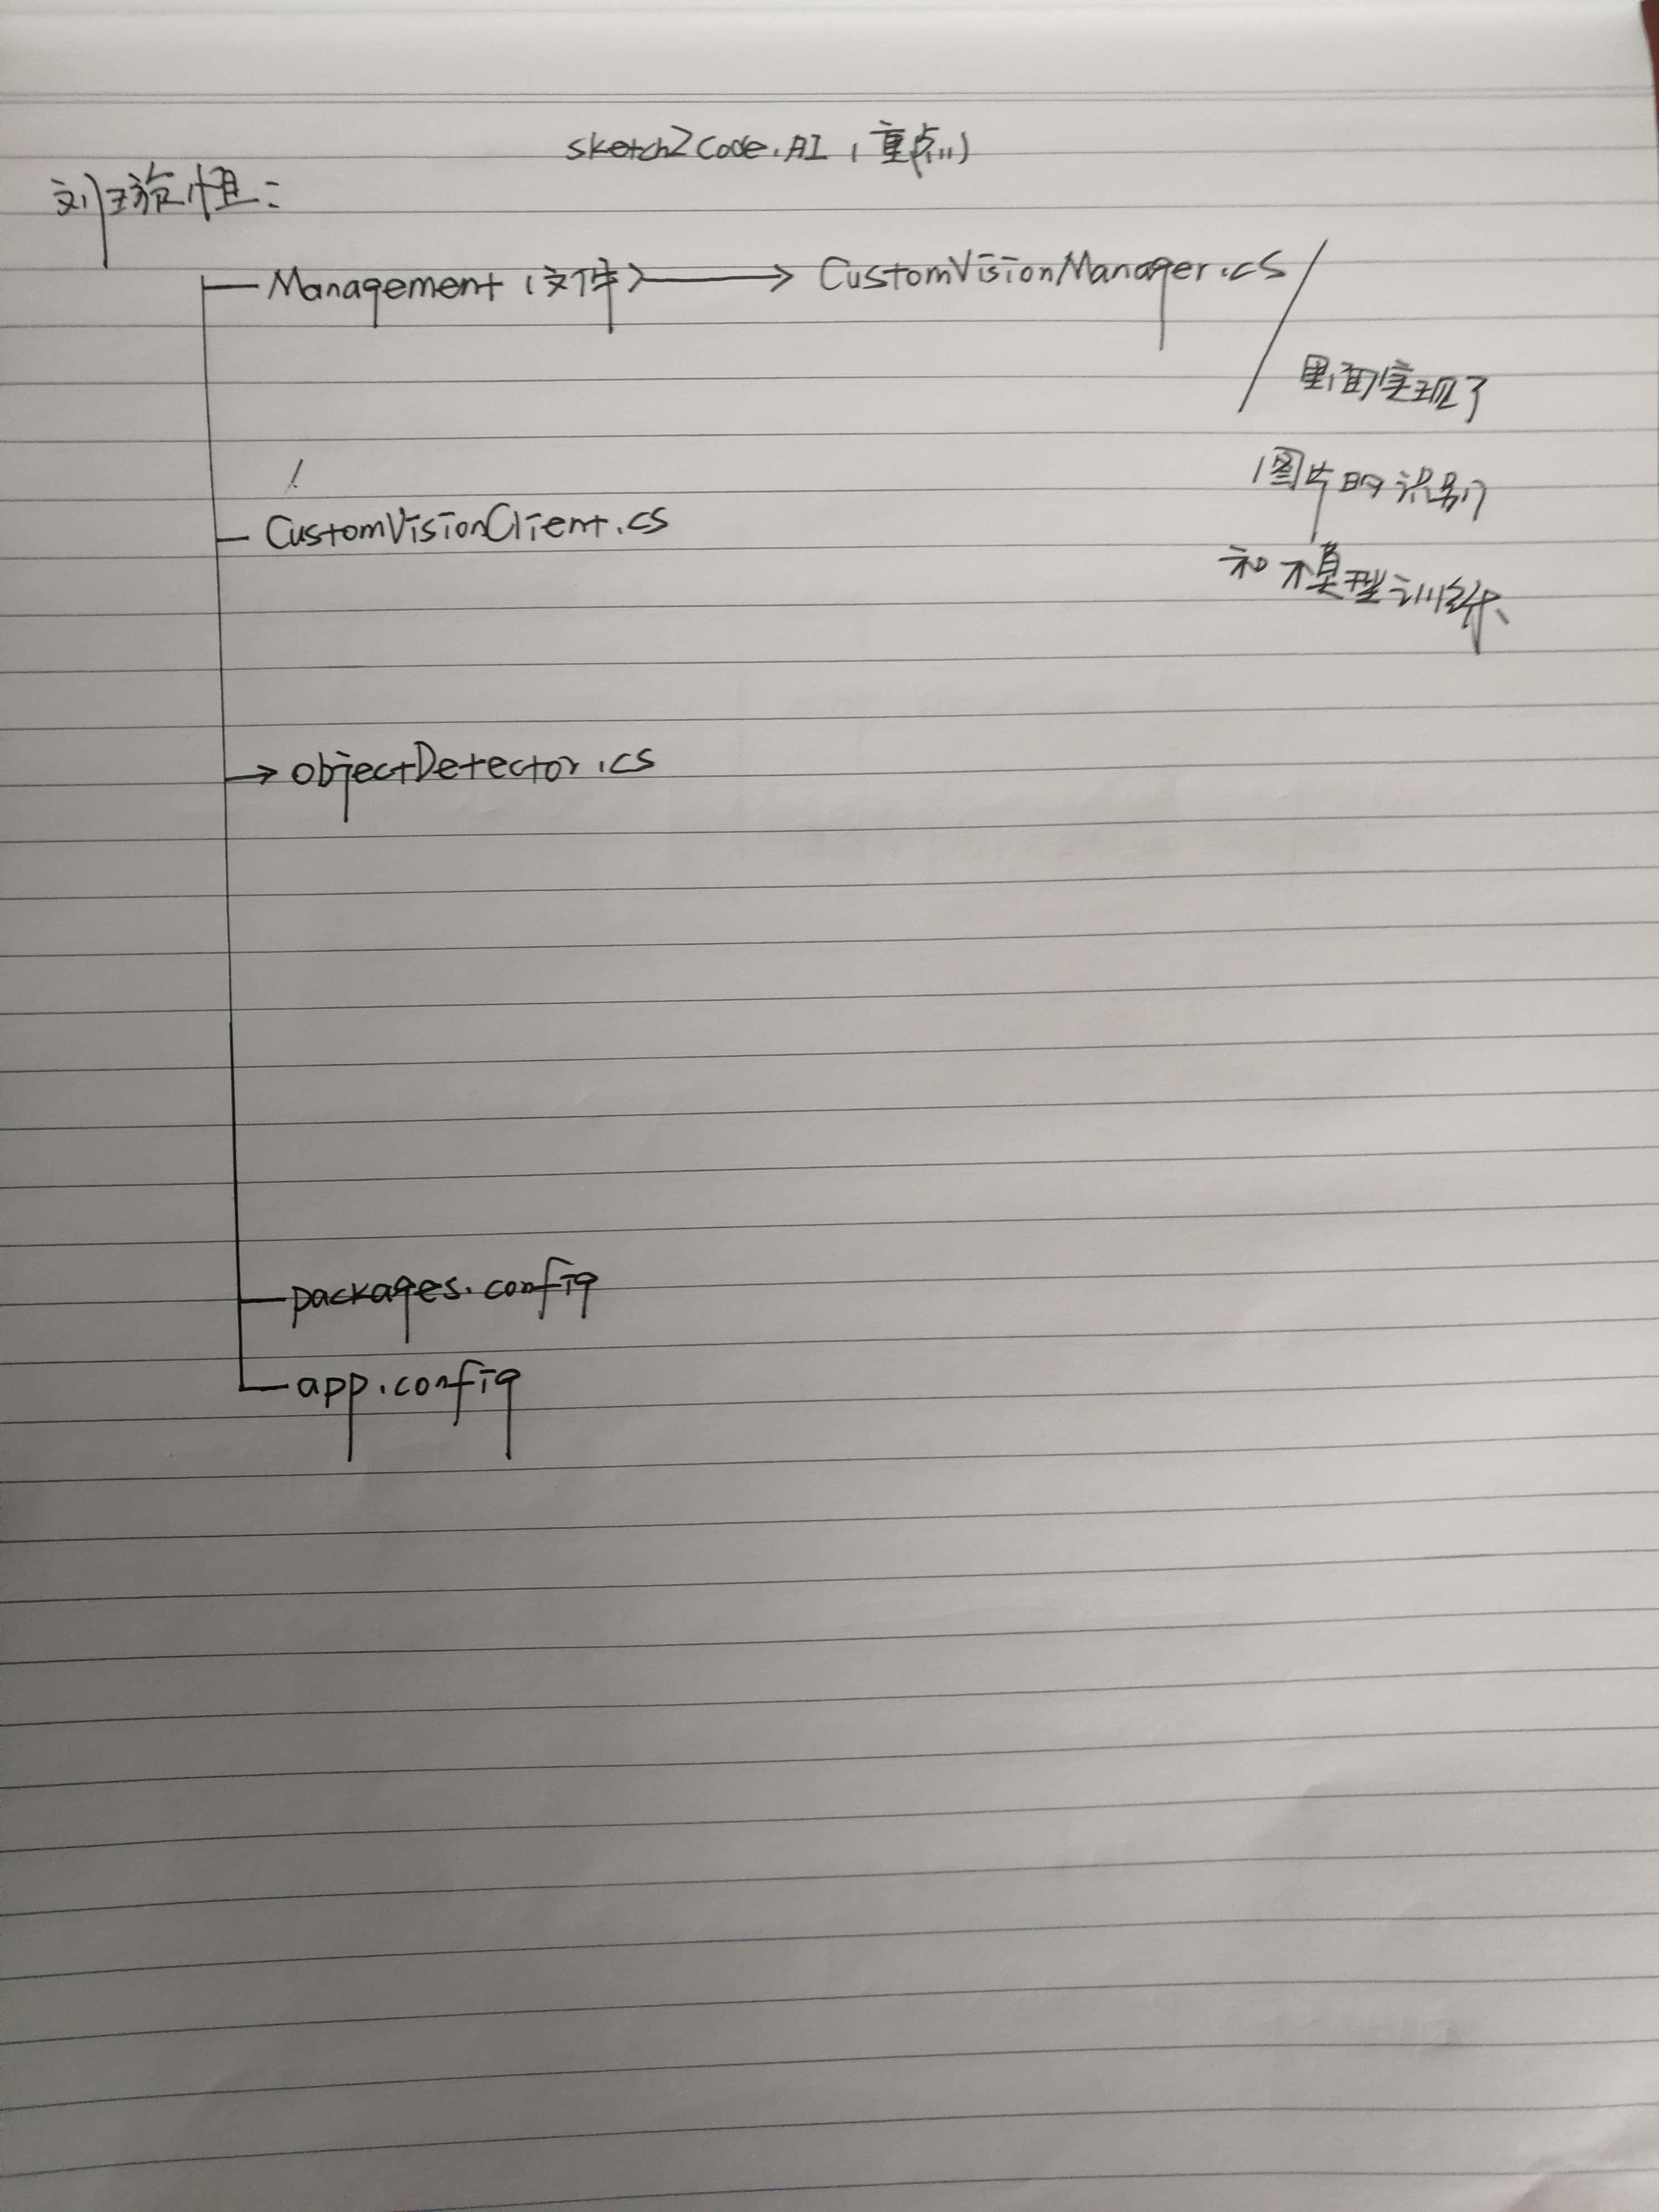 sketch2Code.AI (重点!!!)
刘璇恒:
Management (文件) → CustomVisionManager.cs
里面实现了
图片的识别
和模型训练、
CustomVisionClient.cs
→ objectDetector.cs
packages.config
app.config